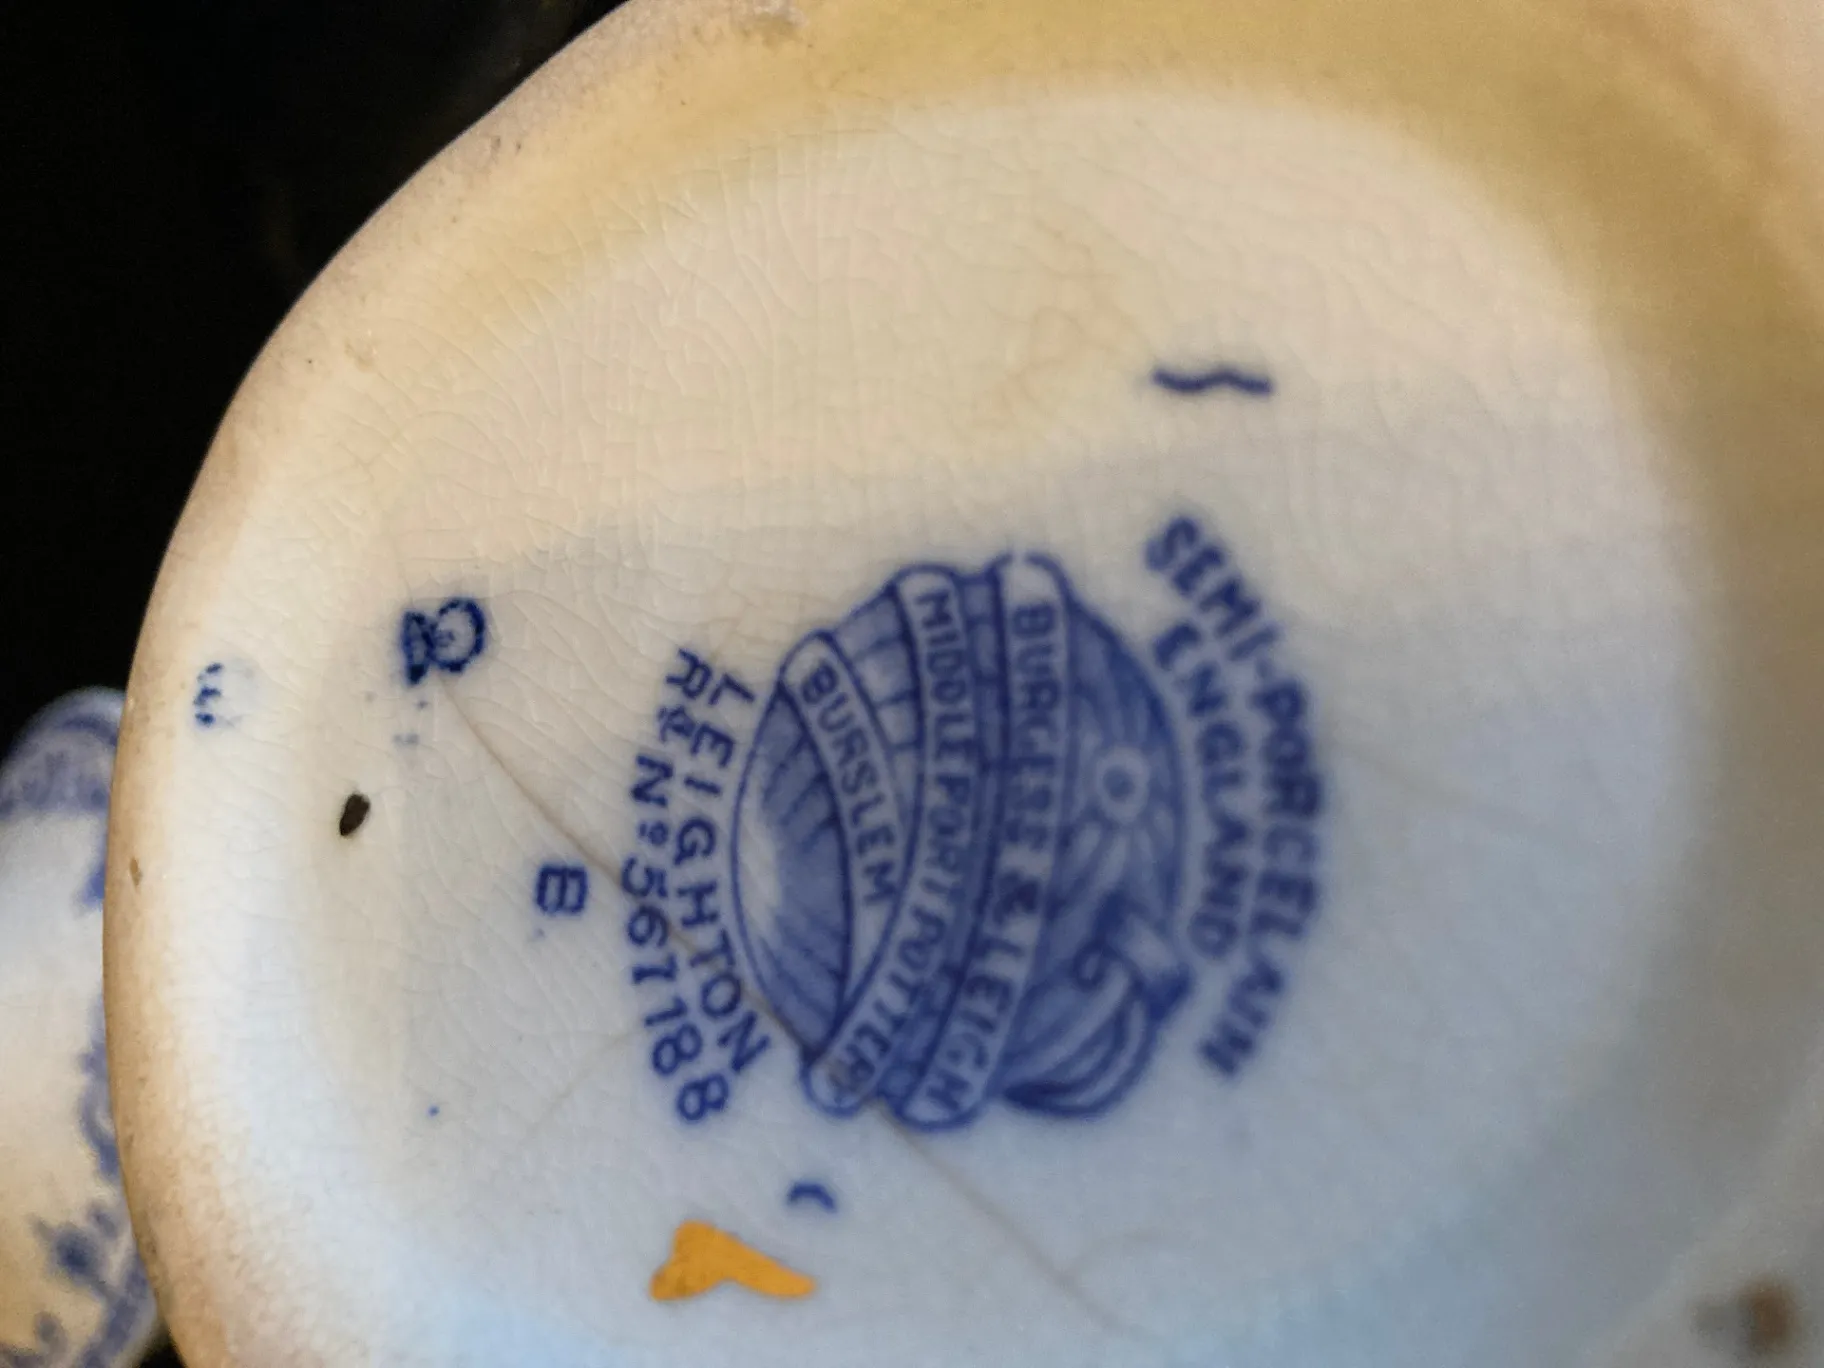 SEMI-PORCELAIN
ENGLAND
BURGESS & LEIGH
MIDDLEPORT POTTERY
BURSLEM
LEIGHTON
Rd No 567188
B